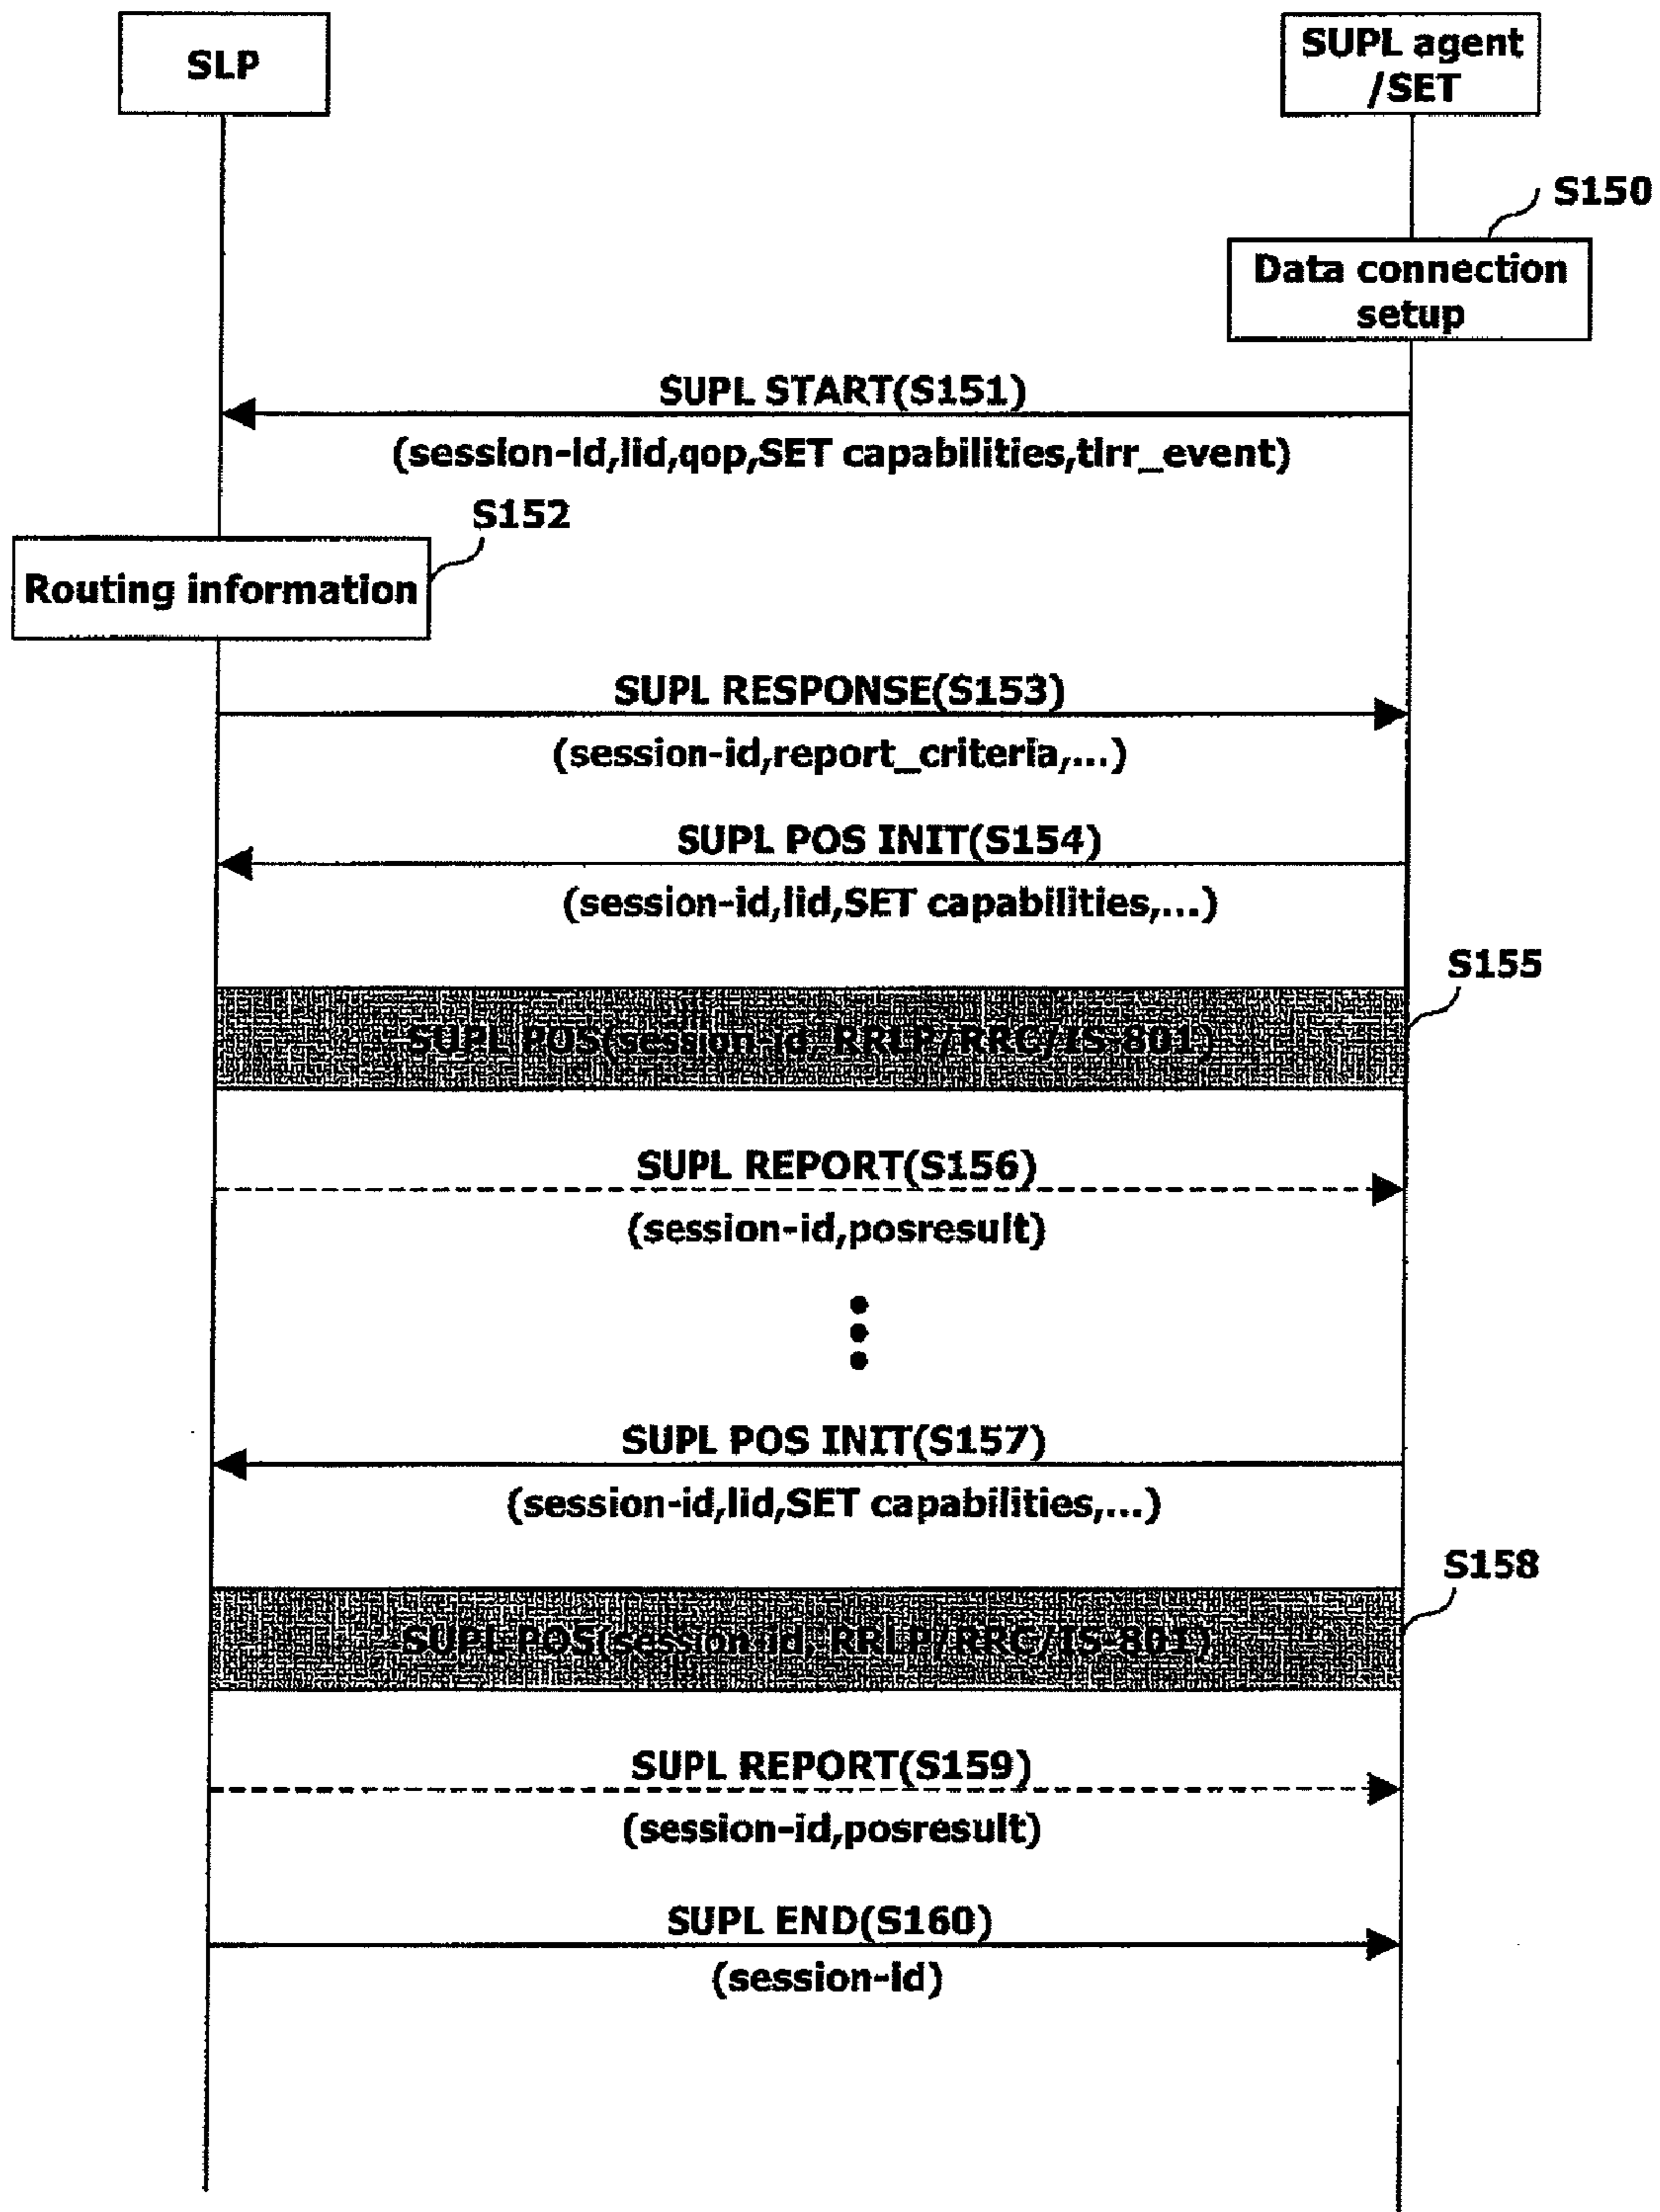 SLP
SUPL agent
/SET
S150
Data connection
setup
SUPL START(S151)
(session-id,lid,qop,SET capabilities,tlrr_event)
S152
Routing information
SUPL RESPONSE(S153)
(session-id,report_criteria,...)
SUPL POS INIT(S154)
(session-id,lid,SET capabilities,...)
S155
SUPL POS(session-id, RRLP/RRC/IS-801)
SUPL REPORT(S156)
(session-id,posresult)
SUPL POS INIT(S157)
(session-id,lid,SET capabilities,...)
S158
SUPL POS(session-id, RRLP/RRC/IS-801)
SUPL REPORT(S159)
(session-id,posresult)
SUPL END(S160)
(session-id)